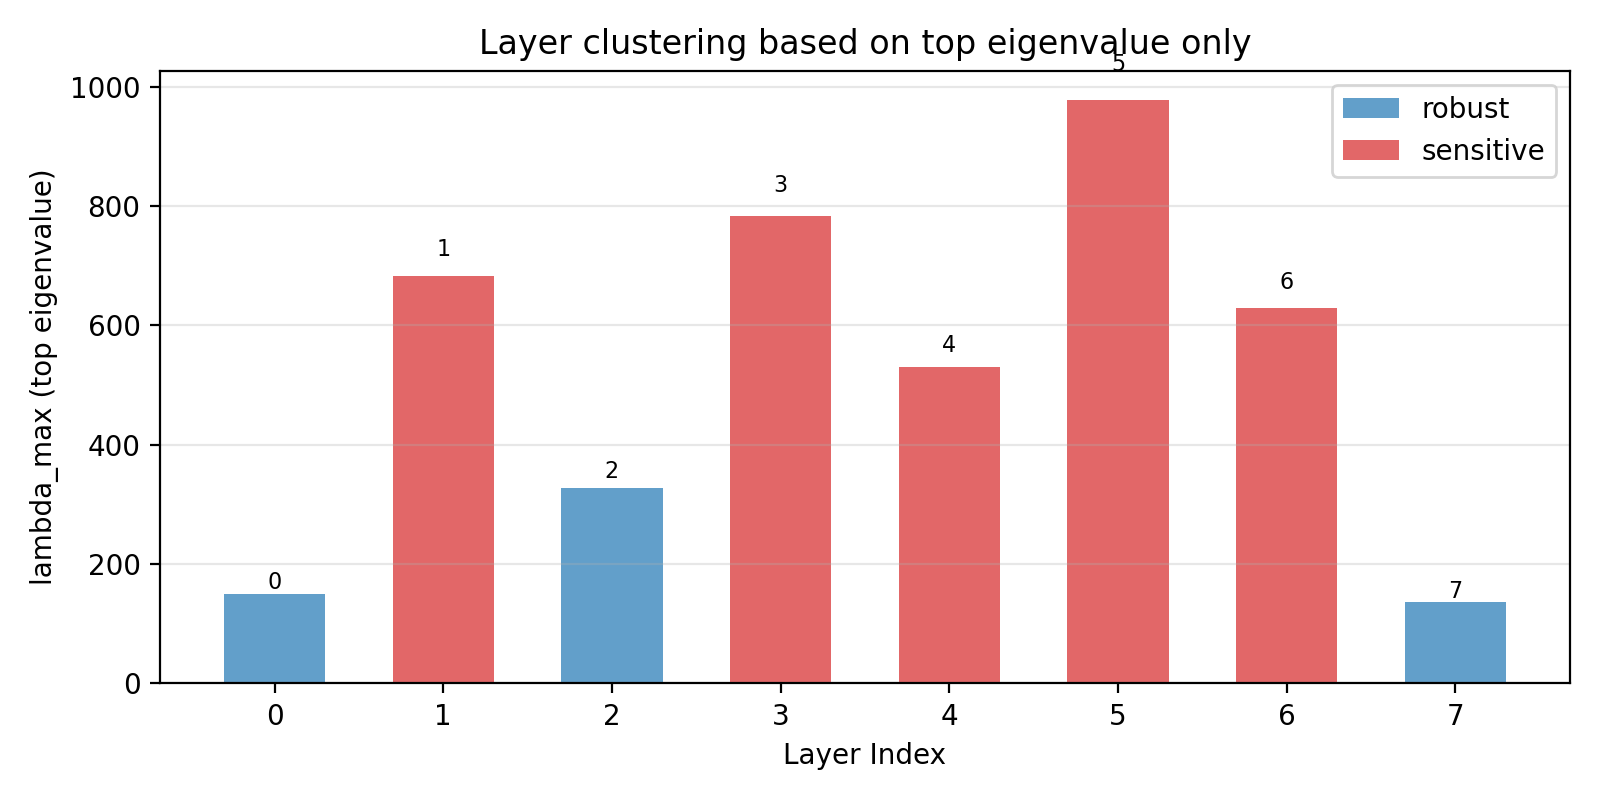 Layer clustering based on top eigenvalue only
5
1000
robust
3
sensitive
800
1
6
600
4
2
400
0
7
200
0
0 1 2 3 4 5 6 7
Layer Index
lambda_max (top eigenvalue)